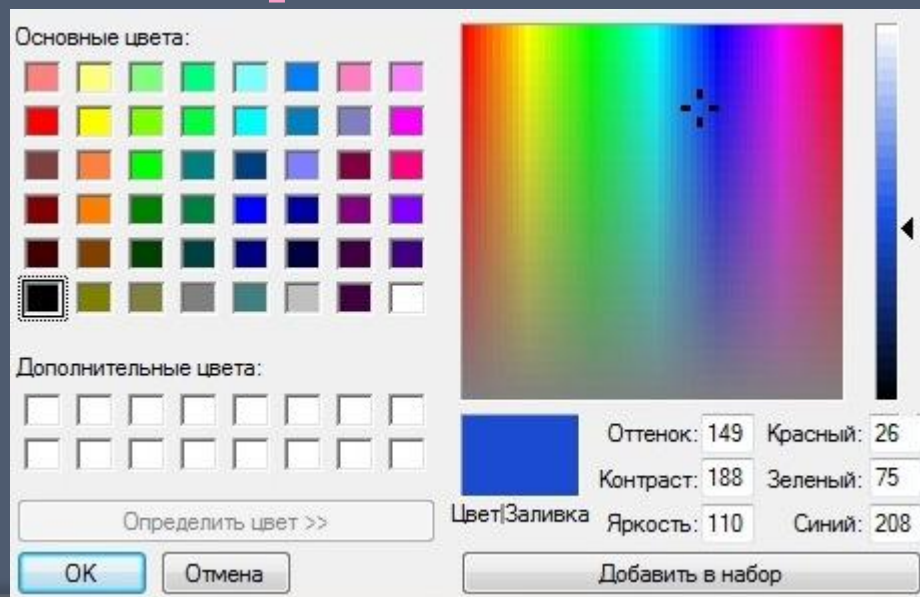 Основные цвета:
Дополнительные цвета:
Определить цвет >>
OK
Отмена
Цвет|Заливка
Оттенок: 149
Красный: 26
Контраст: 188
Зеленый: 75
Яркость: 110
Синий: 208
Добавить в набор